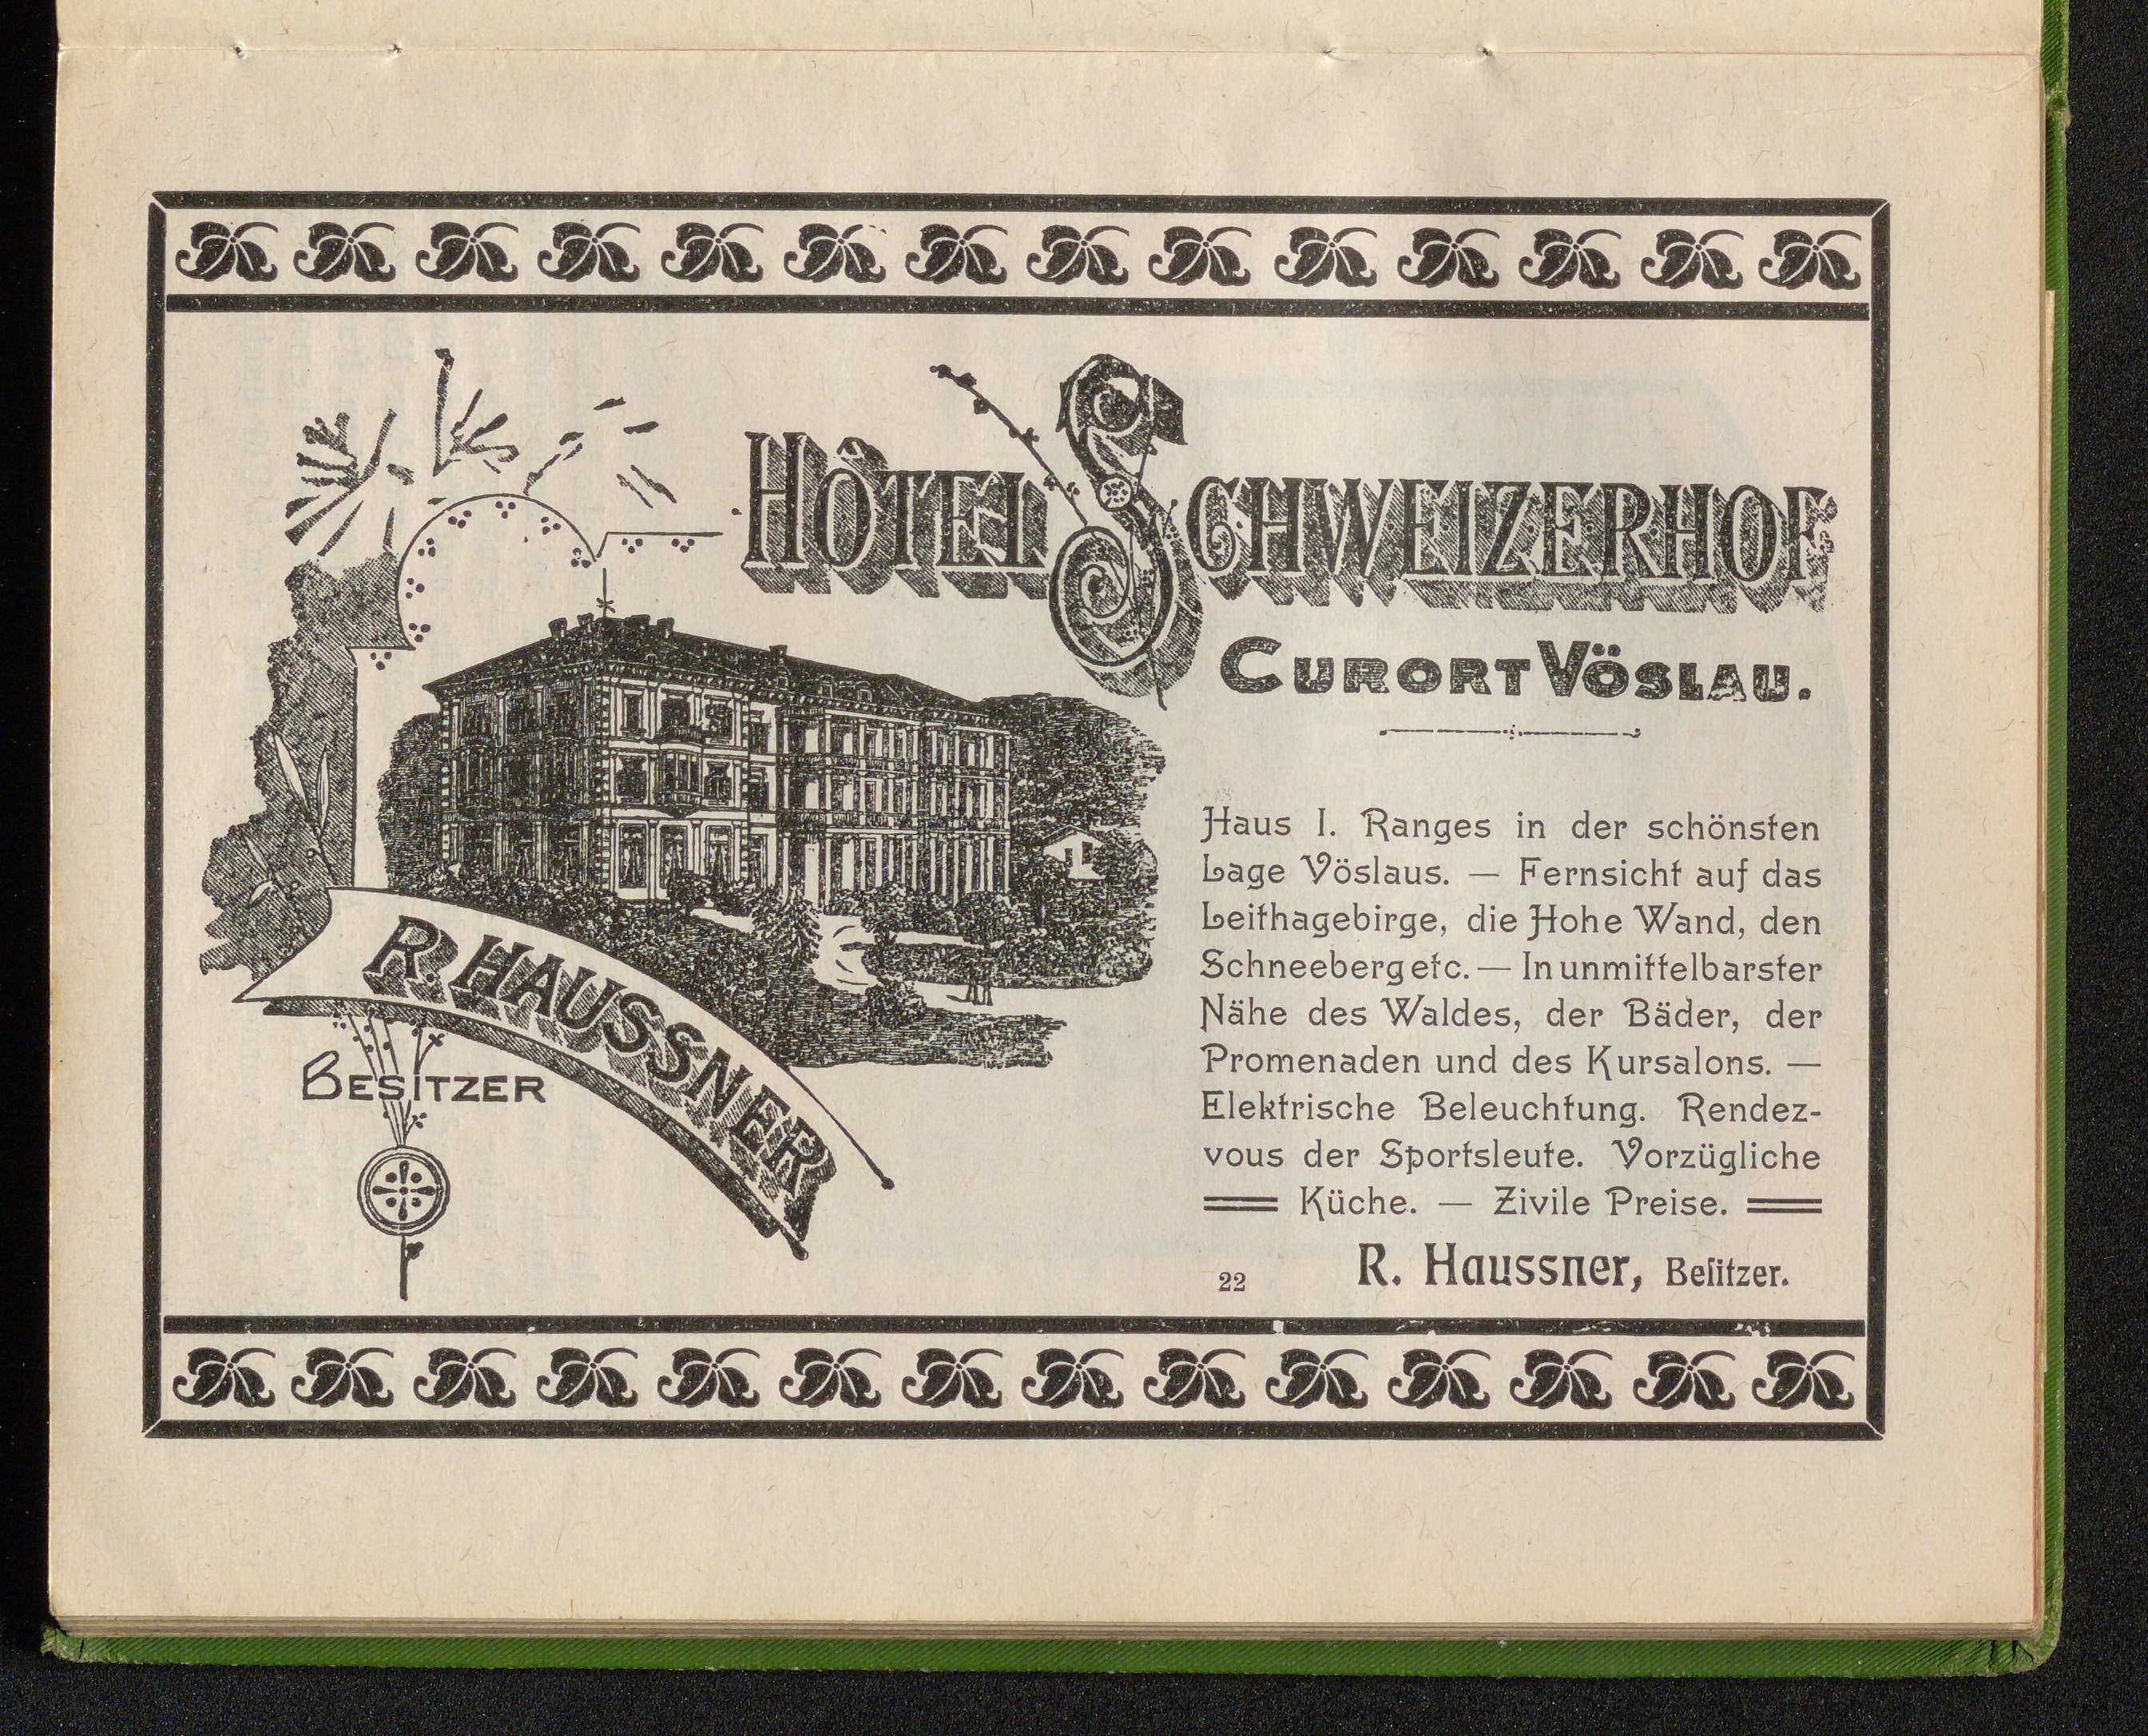 HÔTEL SCHWEIZERHOF
CURORT VÖSLAU.
R. HAUSSNER
BESITZER
Haus I. Ranges in der schönsten
Lage Vöslaus. — Fernsicht auf das
Leithagebirge, die Hohe Wand, den
Schneeberg etc. — In unmittelbarster
Nähe des Waldes, der Bäder, der
Promenaden und des Kursalons. —
Elektrische Beleuchtung. Rendez-
vous der Sportsleute. Vorzügliche
Küche. — Zivile Preise.
R. Haussner, Beſitzer.
22